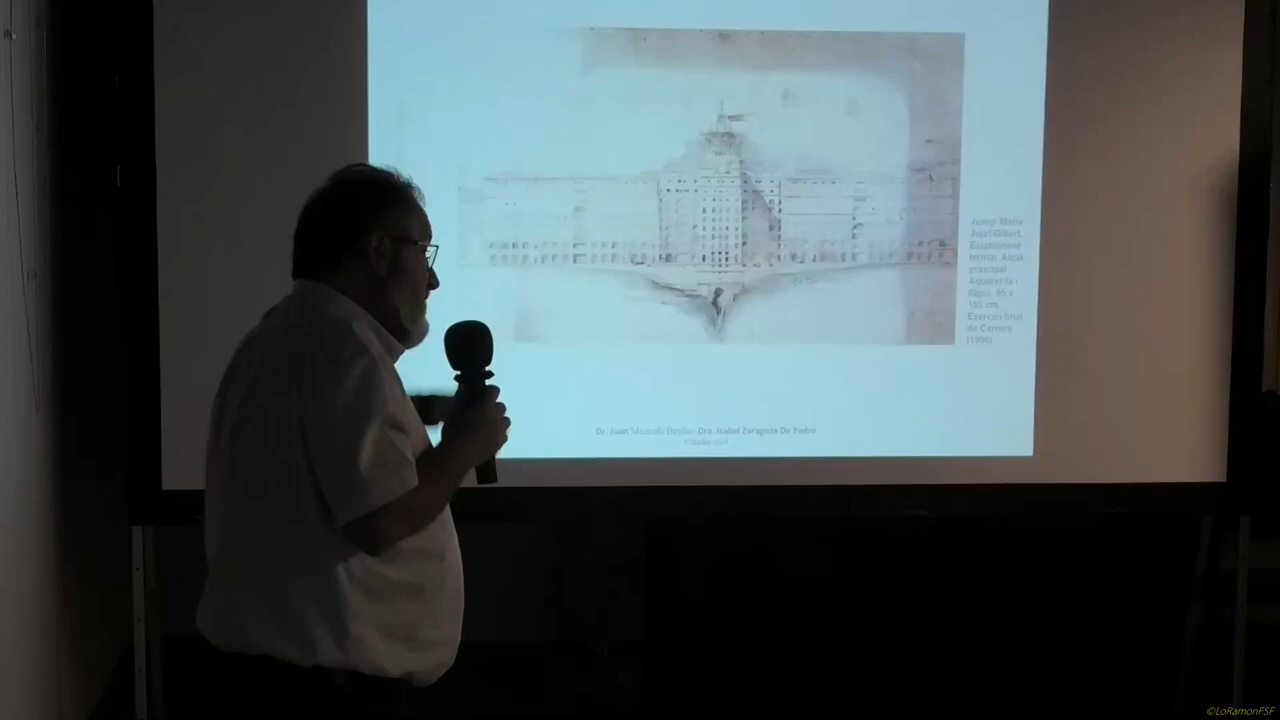 Josep Maria
Jujol Gibert.
Establiment
termal. Alçat
principal.
Aquarel·la i
llapis. 95 x
155 cm.
Exercici final
de Carrera
(1906)
Dr. Juan -Dra. Isabel Zaragoza De Pedro
©LoRamonFSF